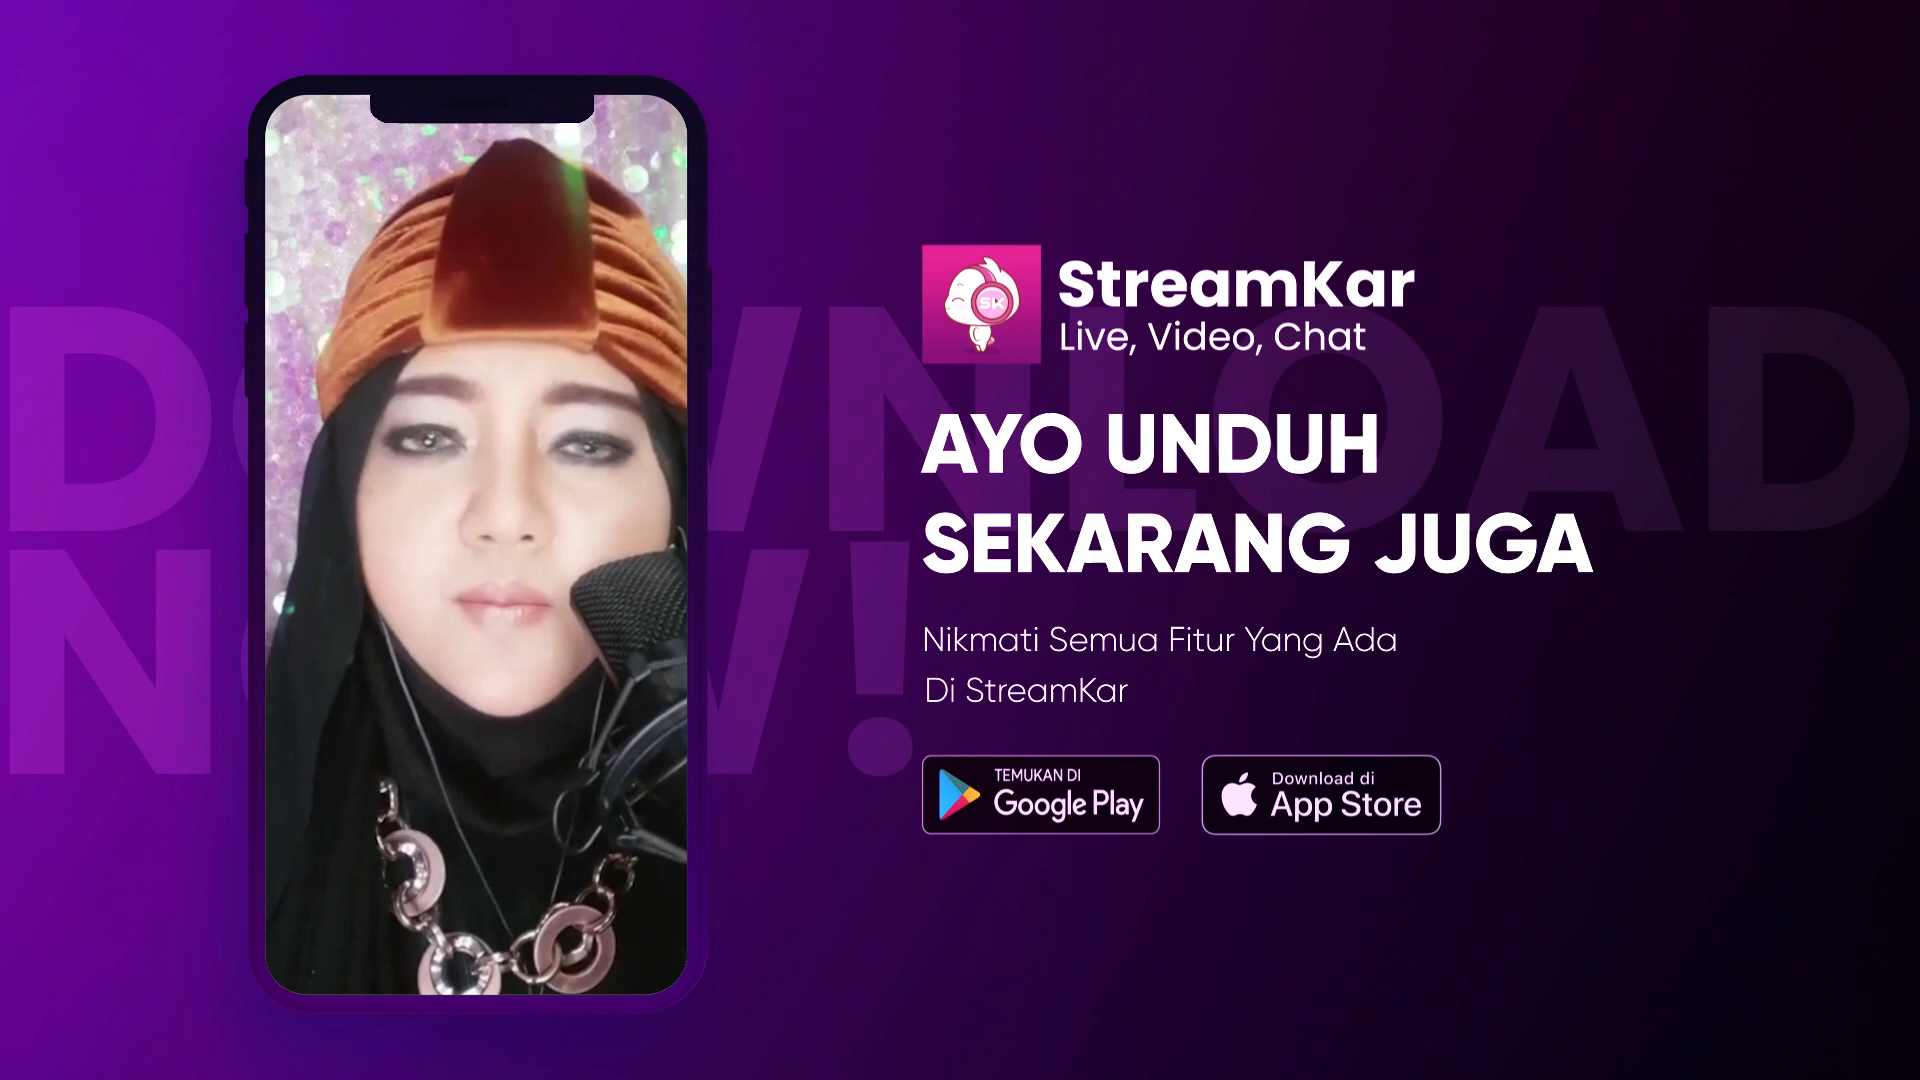 StreamKar
Live, Video, Chat
SK
AYO UNDUH
SEKARANG JUGA
Nikmati Semua Fitur Yang Ada
Di StreamKar
TEMUKAN DI
Google Play
Download di
App Store
DOWNLOAD
NOW!